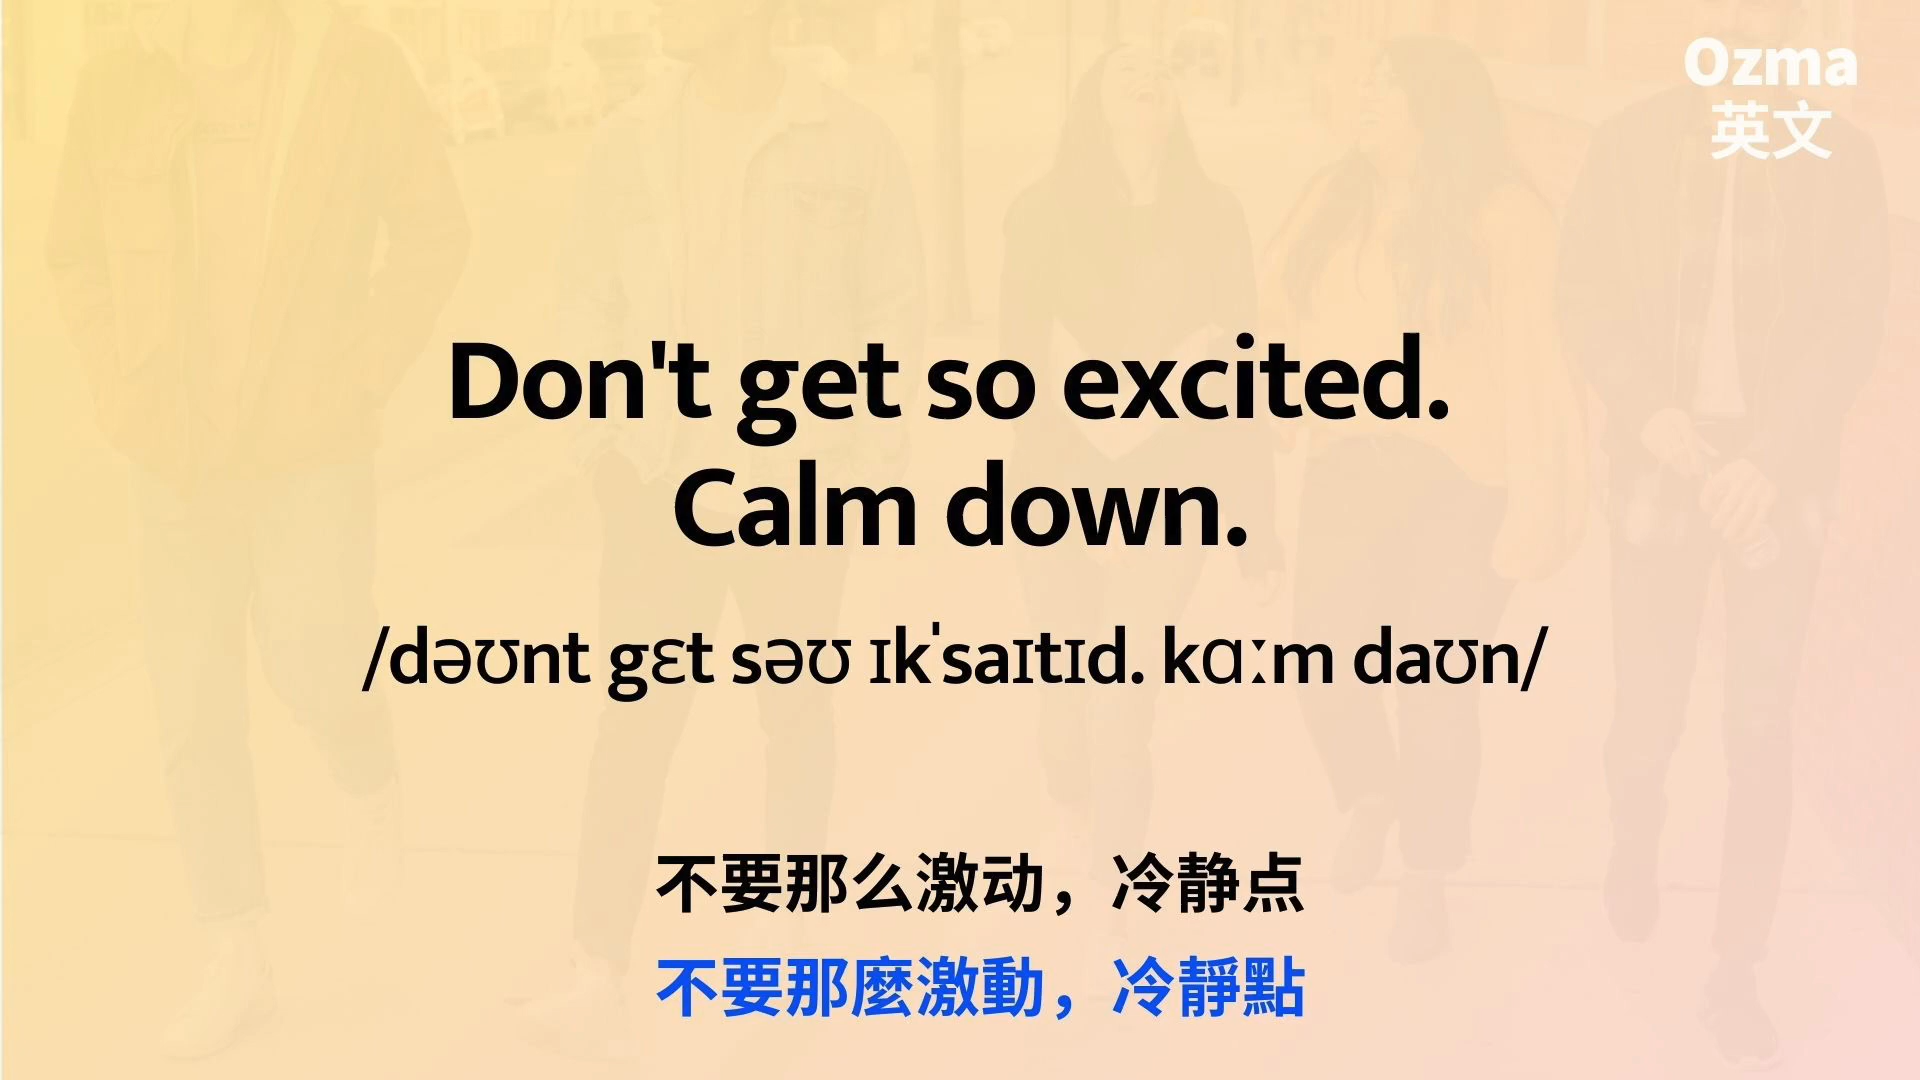 Ozma
英文
Don't get so excited.
Calm down.
/dəʊnt gɛt səʊ ɪkˈsaɪtɪd. kɑːm daʊn/
不要那么激动，冷静点
不要那麼激動，冷靜點